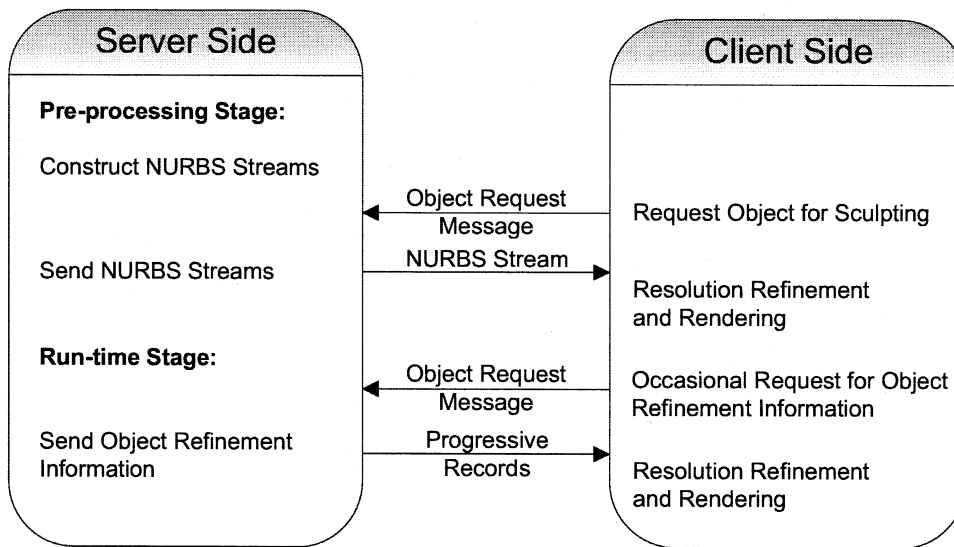 Server Side
Pre-processing Stage:
Construct NURBS Streams
Send NURBS Streams
Run-time Stage:
Send Object Refinement
Information
Object Request
Message
NURBS Stream
Object Request
Message
Progressive
Records
Client Side
Request Object for Sculpting
Resolution Refinement
and Rendering
Occasional Request for Object
Refinement Information
Resolution Refinement
and Rendering